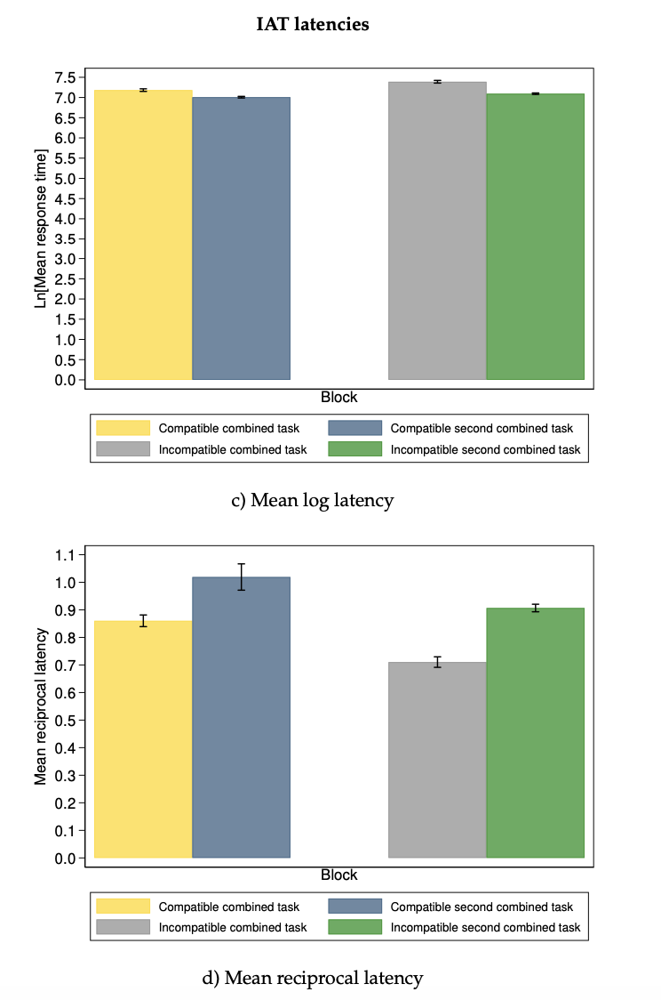 IAT latencies
Ln[Mean response time]
7.5
7.0
6.5
6.0
5.5
5.0
4.5
4.0
3.5
3.0
2.5
2.0
1.5
1.0
0.5
0.0
Block
Compatible combined task Compatible second combined task
Incompatible combined task Incompatible second combined task
c) Mean log latency
Mean reciprocal latency
1.1
1.0
0.9
0.8
0.7
0.6
0.5
0.4
0.3
0.2
0.1
0.0
Block
Compatible combined task Compatible second combined task
Incompatible combined task Incompatible second combined task
d) Mean reciprocal latency